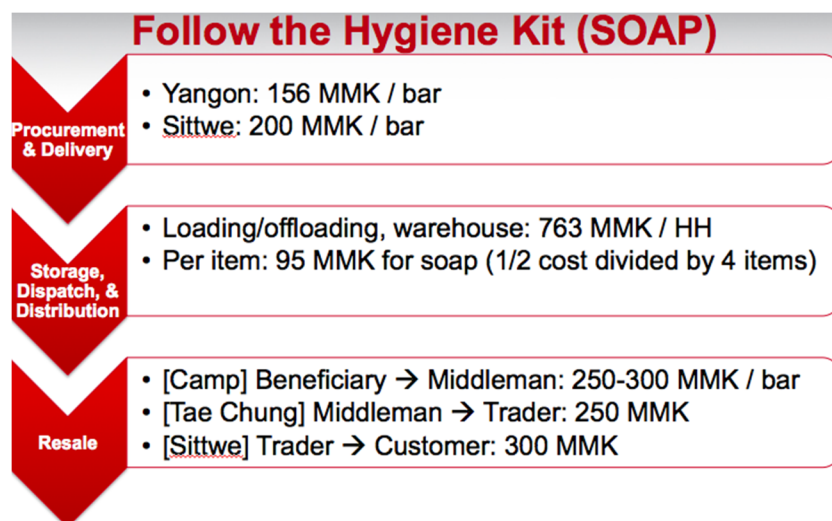 Follow the Hygiene Kit (SOAP)
Procurement
& Delivery
• Yangon: 156 MMK / bar
• Sittwe: 200 MMK / bar
Storage,
Dispatch, &
Distribution
• Loading/offloading, warehouse: 763 MMK / HH
• Per item: 95 MMK for soap (1/2 cost divided by 4 items)
Resale
• [Camp] Beneficiary → Middleman: 250-300 MMK / bar
• [Tae Chung] Middleman → Trader: 250 MMK
• [Sittwe] Trader → Customer: 300 MMK